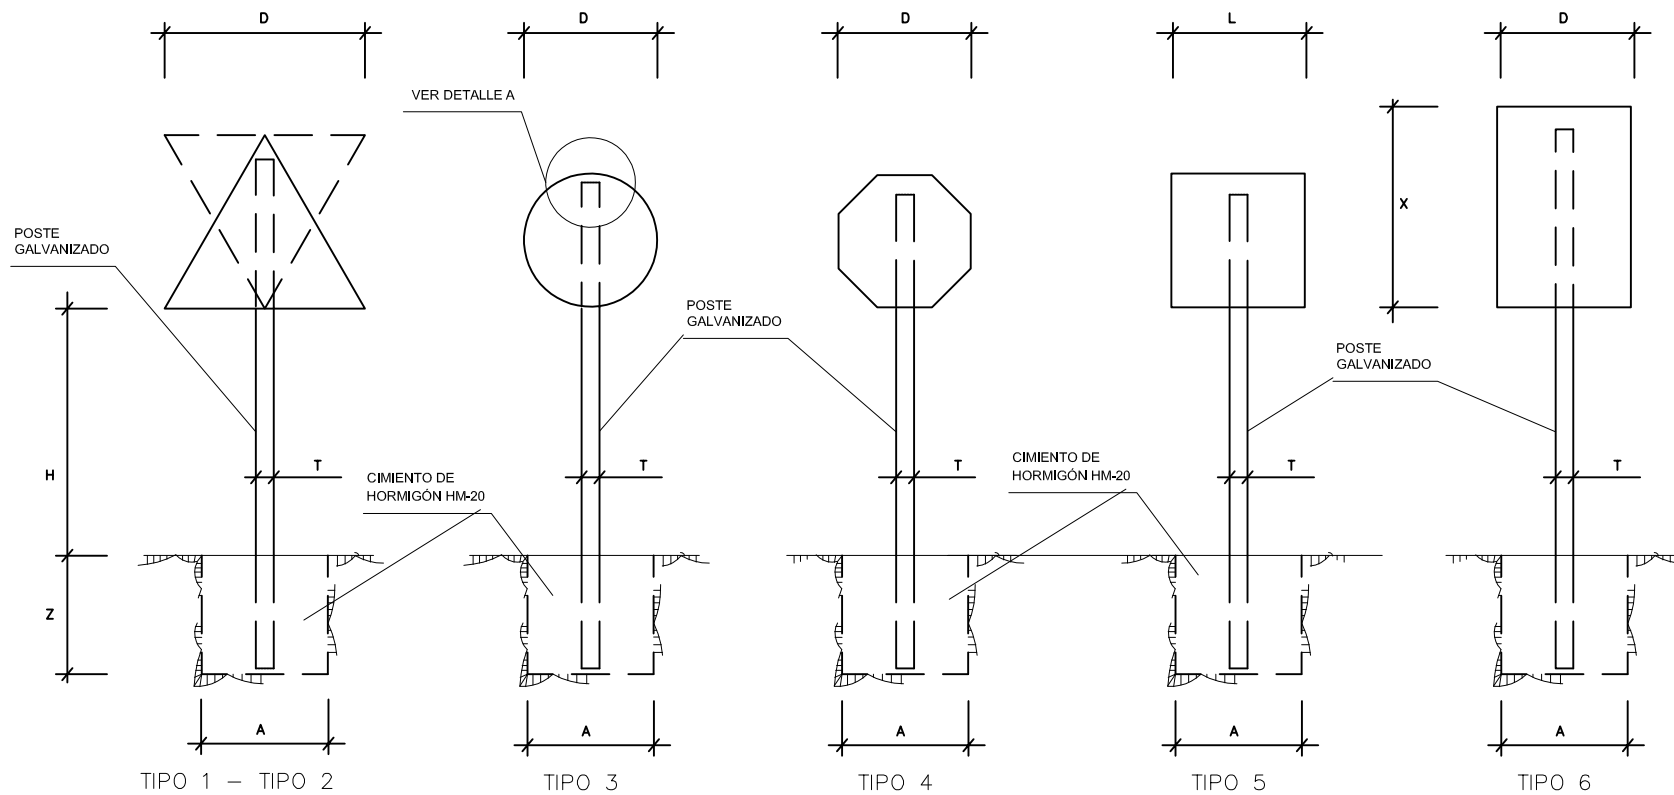 D
D
D
L
D
VER DETALLE A
X
POSTE
GALVANIZADO
POSTE
GALVANIZADO
POSTE
GALVANIZADO
H
T
T
T
T
T
CIMIENTO DE
HORMIGÓN HM-20
CIMIENTO DE
HORMIGÓN HM-20
Z
A
A
A
A
A
TIPO 1 - TIPO 2
TIPO 3
TIPO 4
TIPO 5
TIPO 6